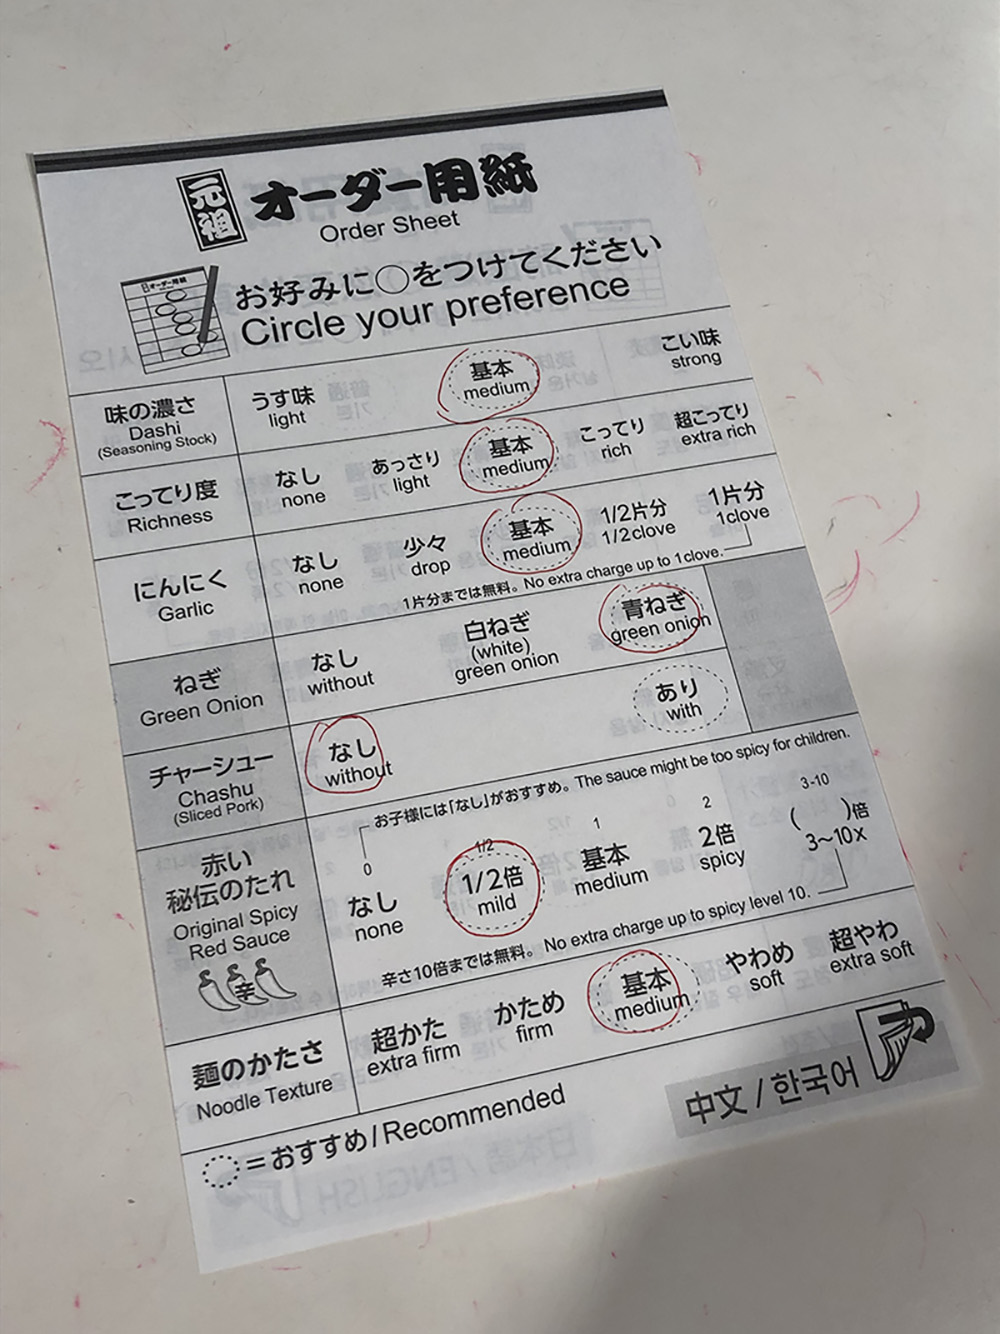 元祖 オーダー用紙
Order Sheet
お好みに○をつけてください
Circle your preference
味の濃さ
Dashi
(Seasoning Stock)
うす味
light
基本
medium
こい味
strong
こってり度
Richness
なし
none
あっさり
light
基本
medium
こってり
rich
超こってり
extra rich
にんにく
Garlic
なし
none
少々
drop
基本
medium
1/2片分
1/2clove
1片分
1clove
1片分までは無料。No extra charge up to 1clove.
ねぎ
Green Onion
なし
without
白ねぎ
(white)
green onion
青ねぎ
green onion
チャーシュー
Chashu
(Sliced Pork)
なし
without
あり
with
赤い
秘伝のたれ
Original Spicy
Red Sauce
辛
お子様には「なし」がおすすめ。The sauce might be too spicy for children.
0
なし
none
1/2
1/2倍
mild
1
基本
medium
2
2倍
spicy
3-10
( )倍
3〜10x
辛さ10倍までは無料。 No extra charge up to spicy level 10.
麺のかたさ
Noodle Texture
超かた
extra firm
かため
firm
基本
medium
やわめ
soft
超やわ
extra soft
=おすすめ/Recommended
中文/한국어